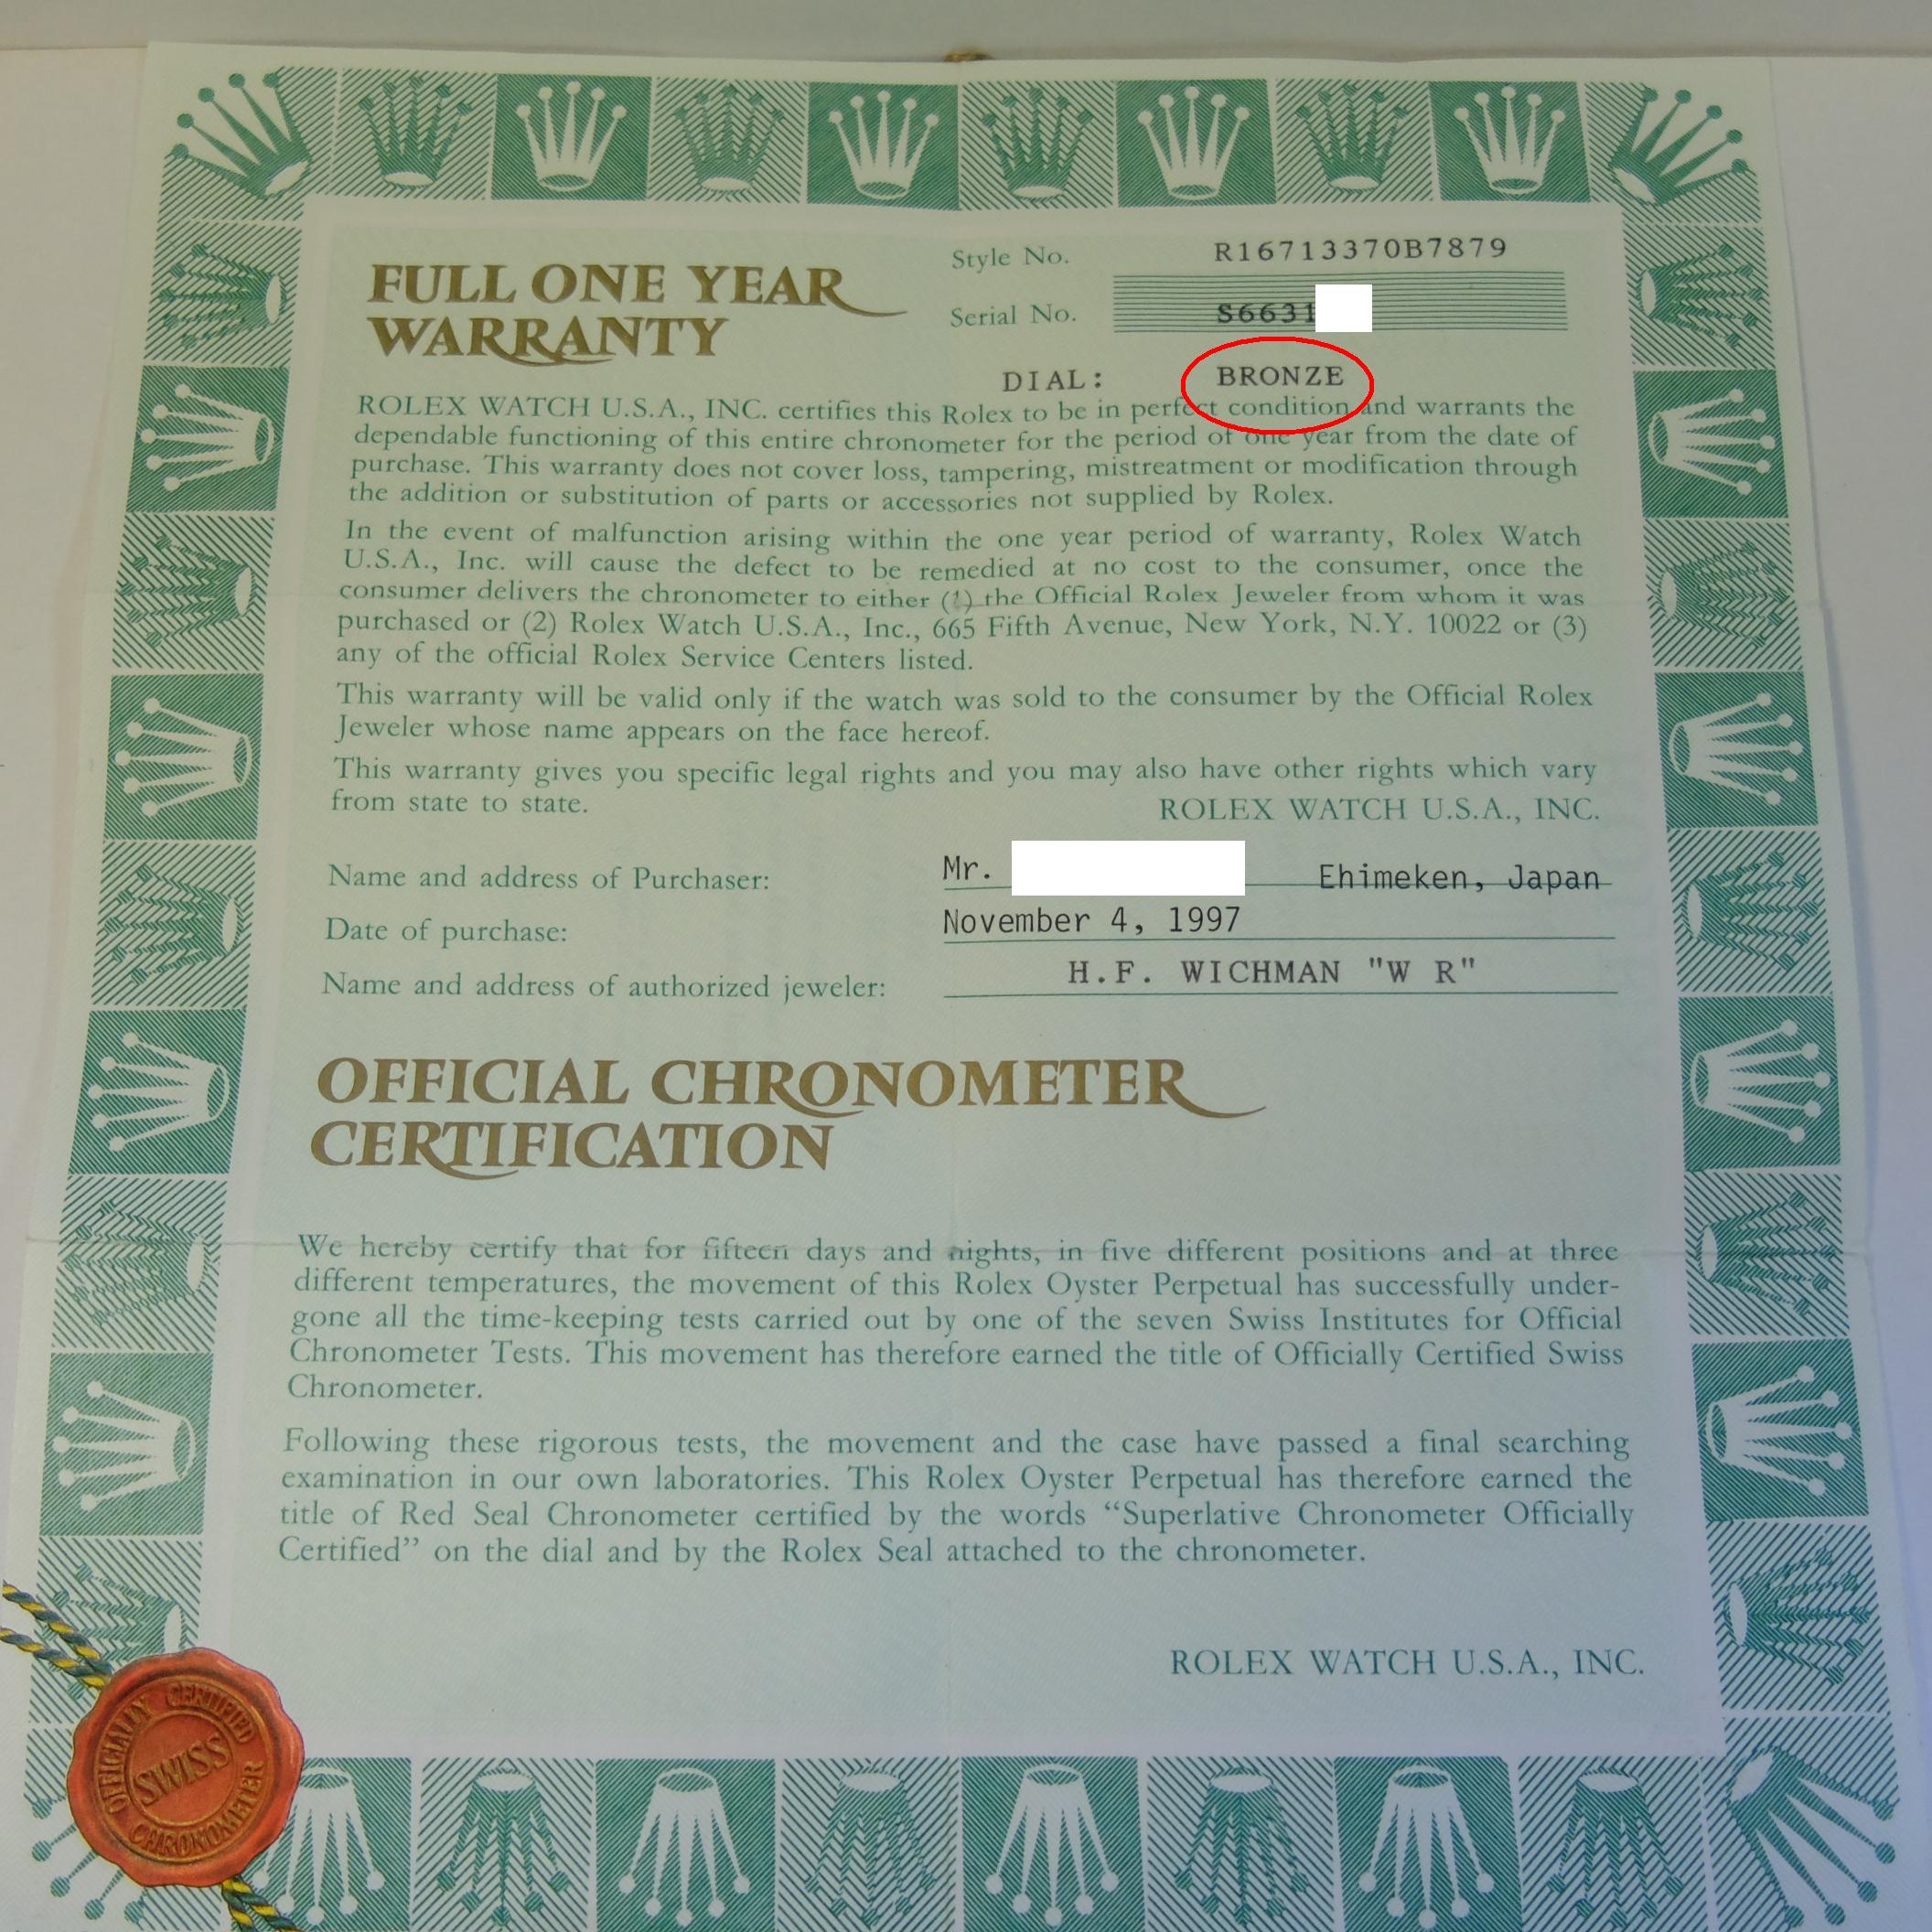 FULL ONE YEAR
WARRANTY
Style No. R16713370B7879
Serial No. S6631
DIAL: BRONZE
ROLEX WATCH U.S.A., INC. certifies this Rolex to be in perfect condition and warrants the
dependable functioning of this entire chronometer for the period of one year from the date of
purchase. This warranty does not cover loss, tampering, mistreatment or modification through
the addition or substitution of parts or accessories not supplied by Rolex.
In the event of malfunction arising within the one year period of warranty, Rolex Watch
U.S.A., Inc. will cause the defect to be remedied at no cost to the consumer, once the
consumer delivers the chronometer to either (1) the Official Rolex Jeweler from whom it was
purchased or (2) Rolex Watch U.S.A., Inc., 665 Fifth Avenue, New York, N.Y. 10022 or (3)
any of the official Rolex Service Centers listed.
This warranty will be valid only if the watch was sold to the consumer by the Official Rolex
Jeweler whose name appears on the face hereof.
This warranty gives you specific legal rights and you may also have other rights which vary
from state to state.
ROLEX WATCH U.S.A., INC.
Name and address of Purchaser: Mr. Ehimeken, Japan
Date of purchase: November 4, 1997
Name and address of authorized jeweler: H.F. WICHMAN "W R"
OFFICIAL CHRONOMETER
CERTIFICATION
We hereby certify that for fifteen days and nights, in five different positions and at three
different temperatures, the movement of this Rolex Oyster Perpetual has successfully under-
gone all the time-keeping tests carried out by one of the seven Swiss Institutes for Official
Chronometer Tests. This movement has therefore earned the title of Officially Certified Swiss
Chronometer.
Following these rigorous tests, the movement and the case have passed a final searching
examination in our own laboratories. This Rolex Oyster Perpetual has therefore earned the
title of Red Seal Chronometer certified by the words “Superlative Chronometer Officially
Certified” on the dial and by the Rolex Seal attached to the chronometer.
ROLEX WATCH U.S.A., INC.
OFFICIALLY CERTIFIED
SWISS
CHRONOMETER